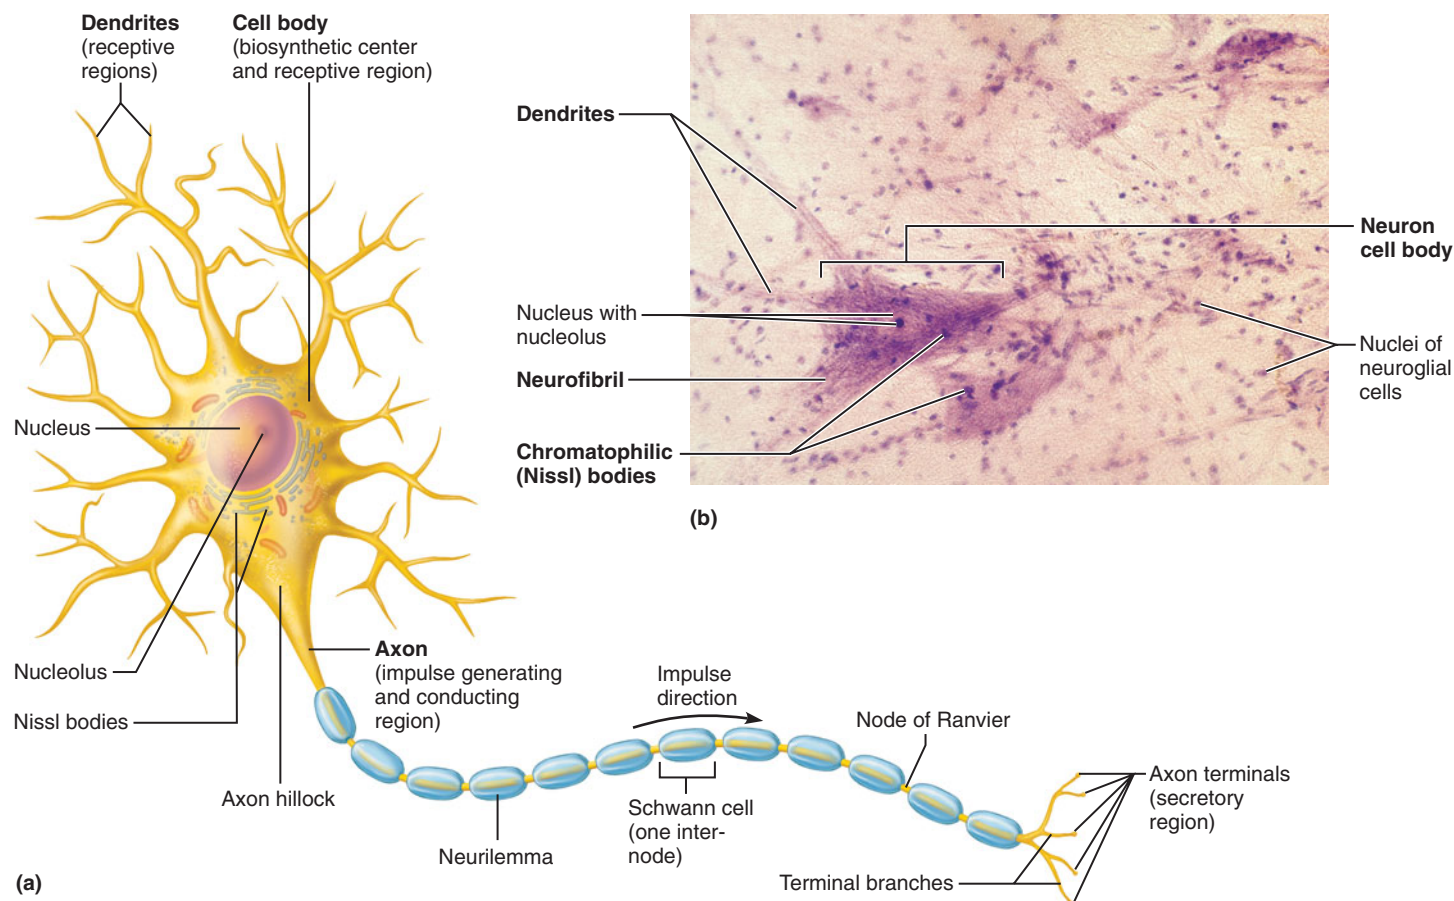 Dendrites
(receptive
regions)
Cell body
(biosynthetic center
and receptive region)
Nucleus
Nucleolus
Nissl bodies
Axon hillock
Axon
(impulse generating
and conducting
region)
Neurilemma
Impulse
direction
Schwann cell
(one inter-
node)
Node of Ranvier
Terminal branches
Axon terminals
(secretory
region)
(a)
Dendrites
Nucleus with
nucleolus
Neurofibril
Chromatophilic
(Nissl) bodies
Neuron
cell body
Nuclei of
neuroglial
cells
(b)